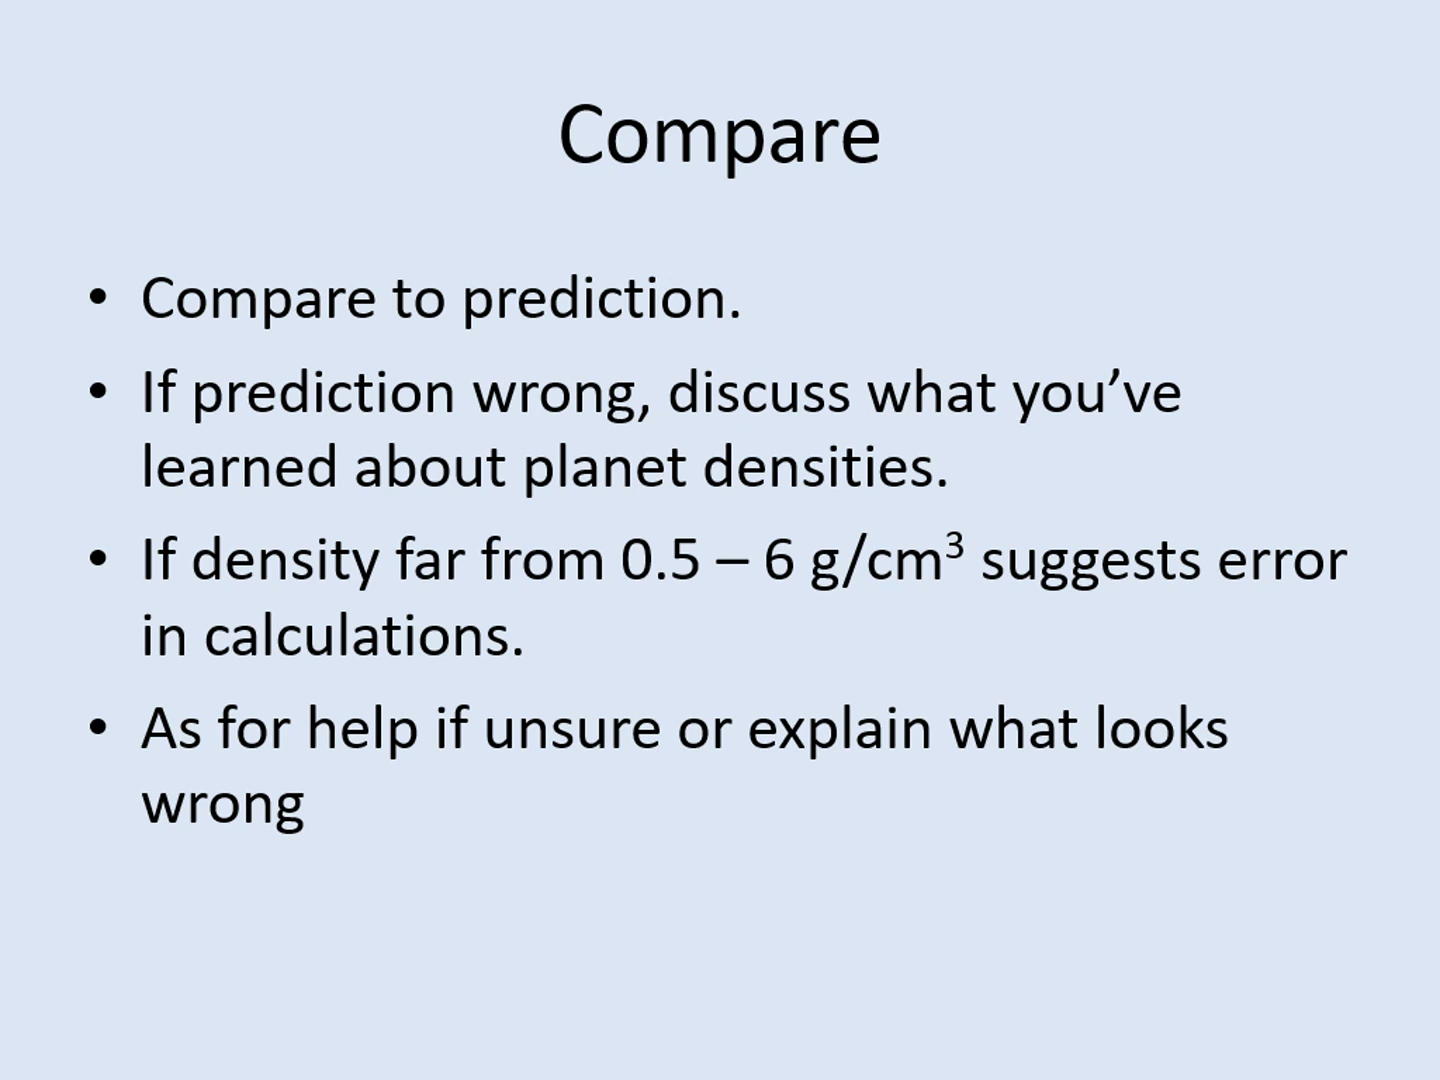 Compare
• Compare to prediction.
• If prediction wrong, discuss what you’ve
learned about planet densities.
• If density far from 0.5 – 6 g/cm³ suggests error
in calculations.
• As for help if unsure or explain what looks
wrong